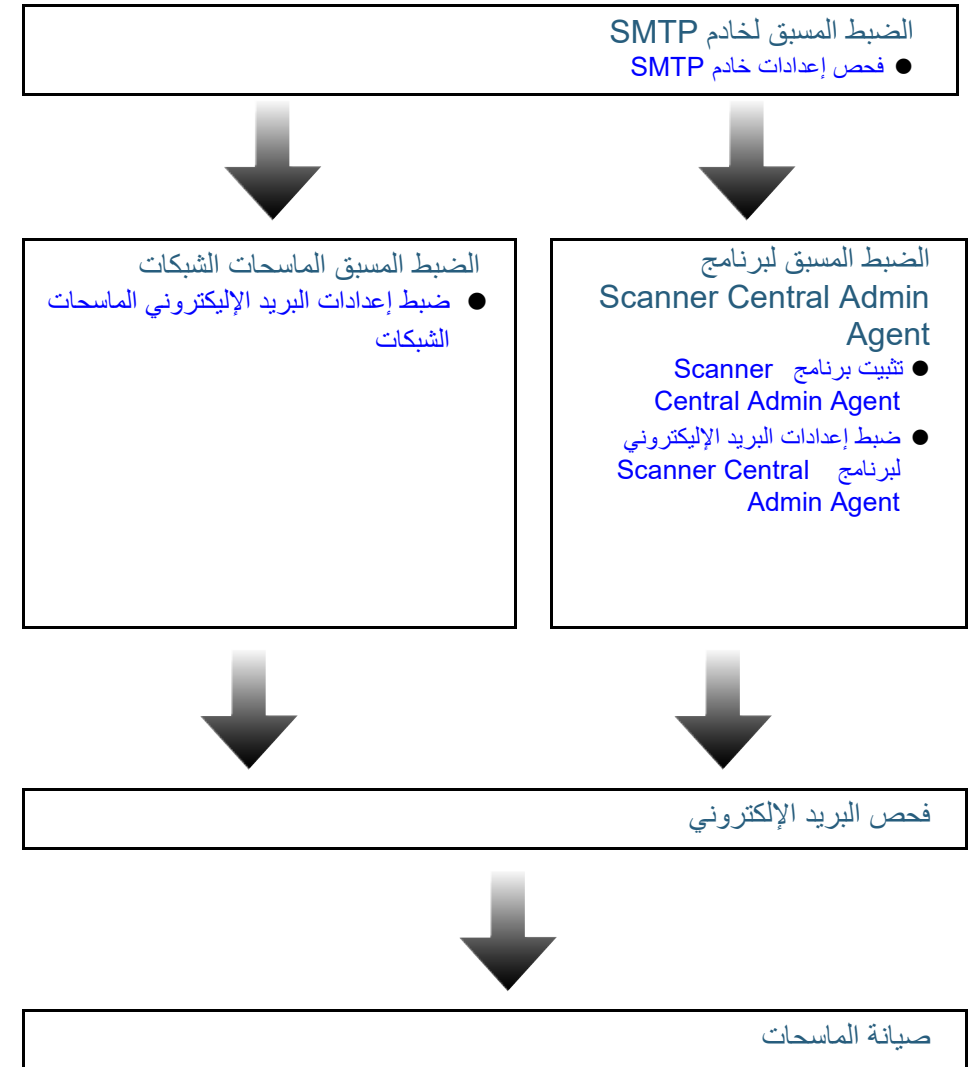 الضبط المسبق لخادم SMTP
● فحص إعدادات خادم SMTP
الضبط المسبق لبرنامج
Scanner Central Admin
Agent
● تثبيت برنامج Scanner
Central Admin Agent
● ضبط إعدادات البريد الإليكتروني
لبرنامج Scanner Central
Admin Agent
الضبط المسبق الماسحات الشبكات
● ضبط إعدادات البريد الإليكتروني الماسحات
الشبكات
فحص البريد الإلكتروني
صيانة الماسحات